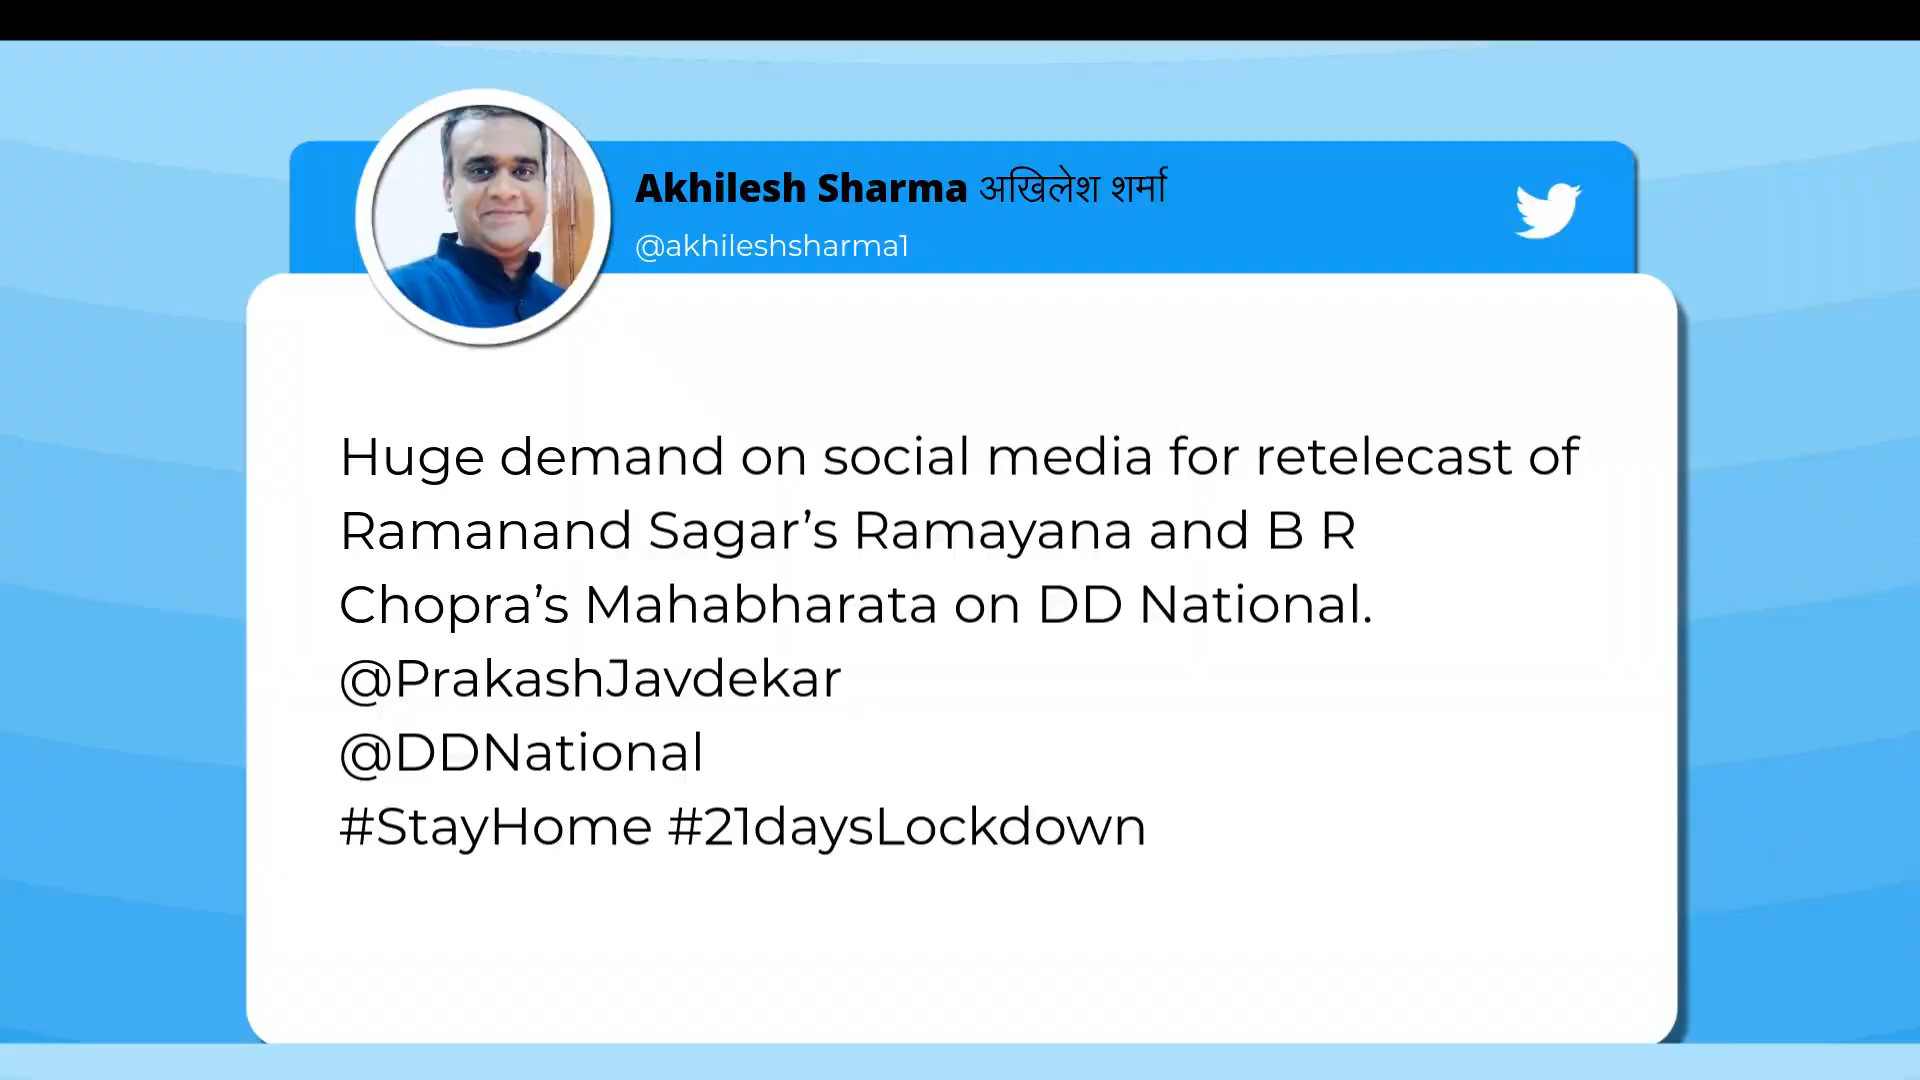 Akhilesh Sharma अखिलेश शर्मा
@akhileshsharma1
Huge demand on social media for retelecast of
Ramanand Sagar’s Ramayana and B R
Chopra’s Mahabharata on DD National.
@PrakashJavdekar
@DDNational
#StayHome #21daysLockdown